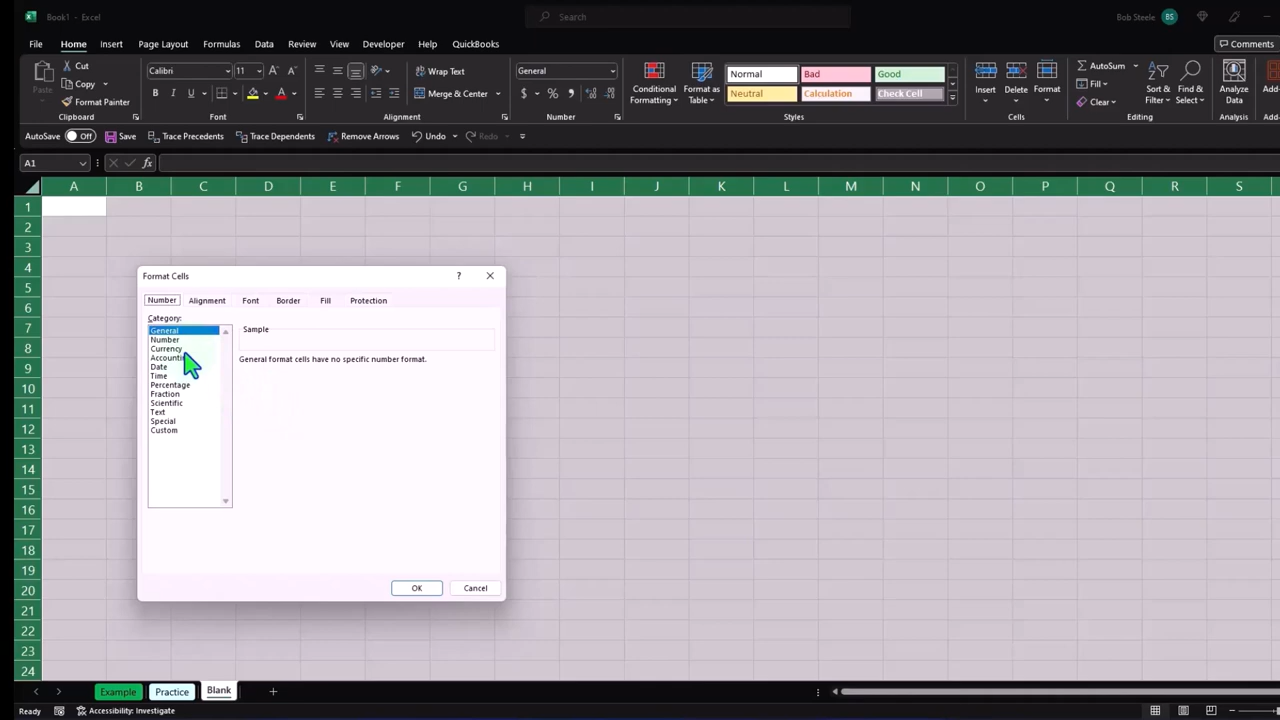 Book1 - Excel
Search
Bob Steele
BS
File Home Insert Page Layout Formulas Data Review View Developer Help QuickBooks
Comments
Paste
Cut
Copy
Format Painter
Clipboard
Calibri 11
B I U
Font
Wrap Text
Merge & Center
Alignment
General
$ % ,
Number
Conditional Formatting
Format as Table
Normal Bad Good
Neutral Calculation Check Cell
Styles
Insert Delete Format
Cells
AutoSum
Fill
Clear
Sort & Filter
Find & Select
Editing
Analyze Data
Analysis
Add-
Add-
AutoSave Off Save Trace Precedents Trace Dependents Remove Arrows Undo Redo
A1 fx
A B C D E F G H I J K L M N O P Q R S
1
2
3
4
5
6
7
8
9
10
11
12
13
14
15
16
17
18
19
20
21
22
23
24
Format Cells ?
Number Alignment Font Border Fill Protection
Category:
General
Number
Currency
Accountin
Date
Time
Percentage
Fraction
Scientific
Text
Special
Custom
Sample
General format cells have no specific number format.
OK Cancel
Example Practice Blank
Ready Accessibility: Investigate